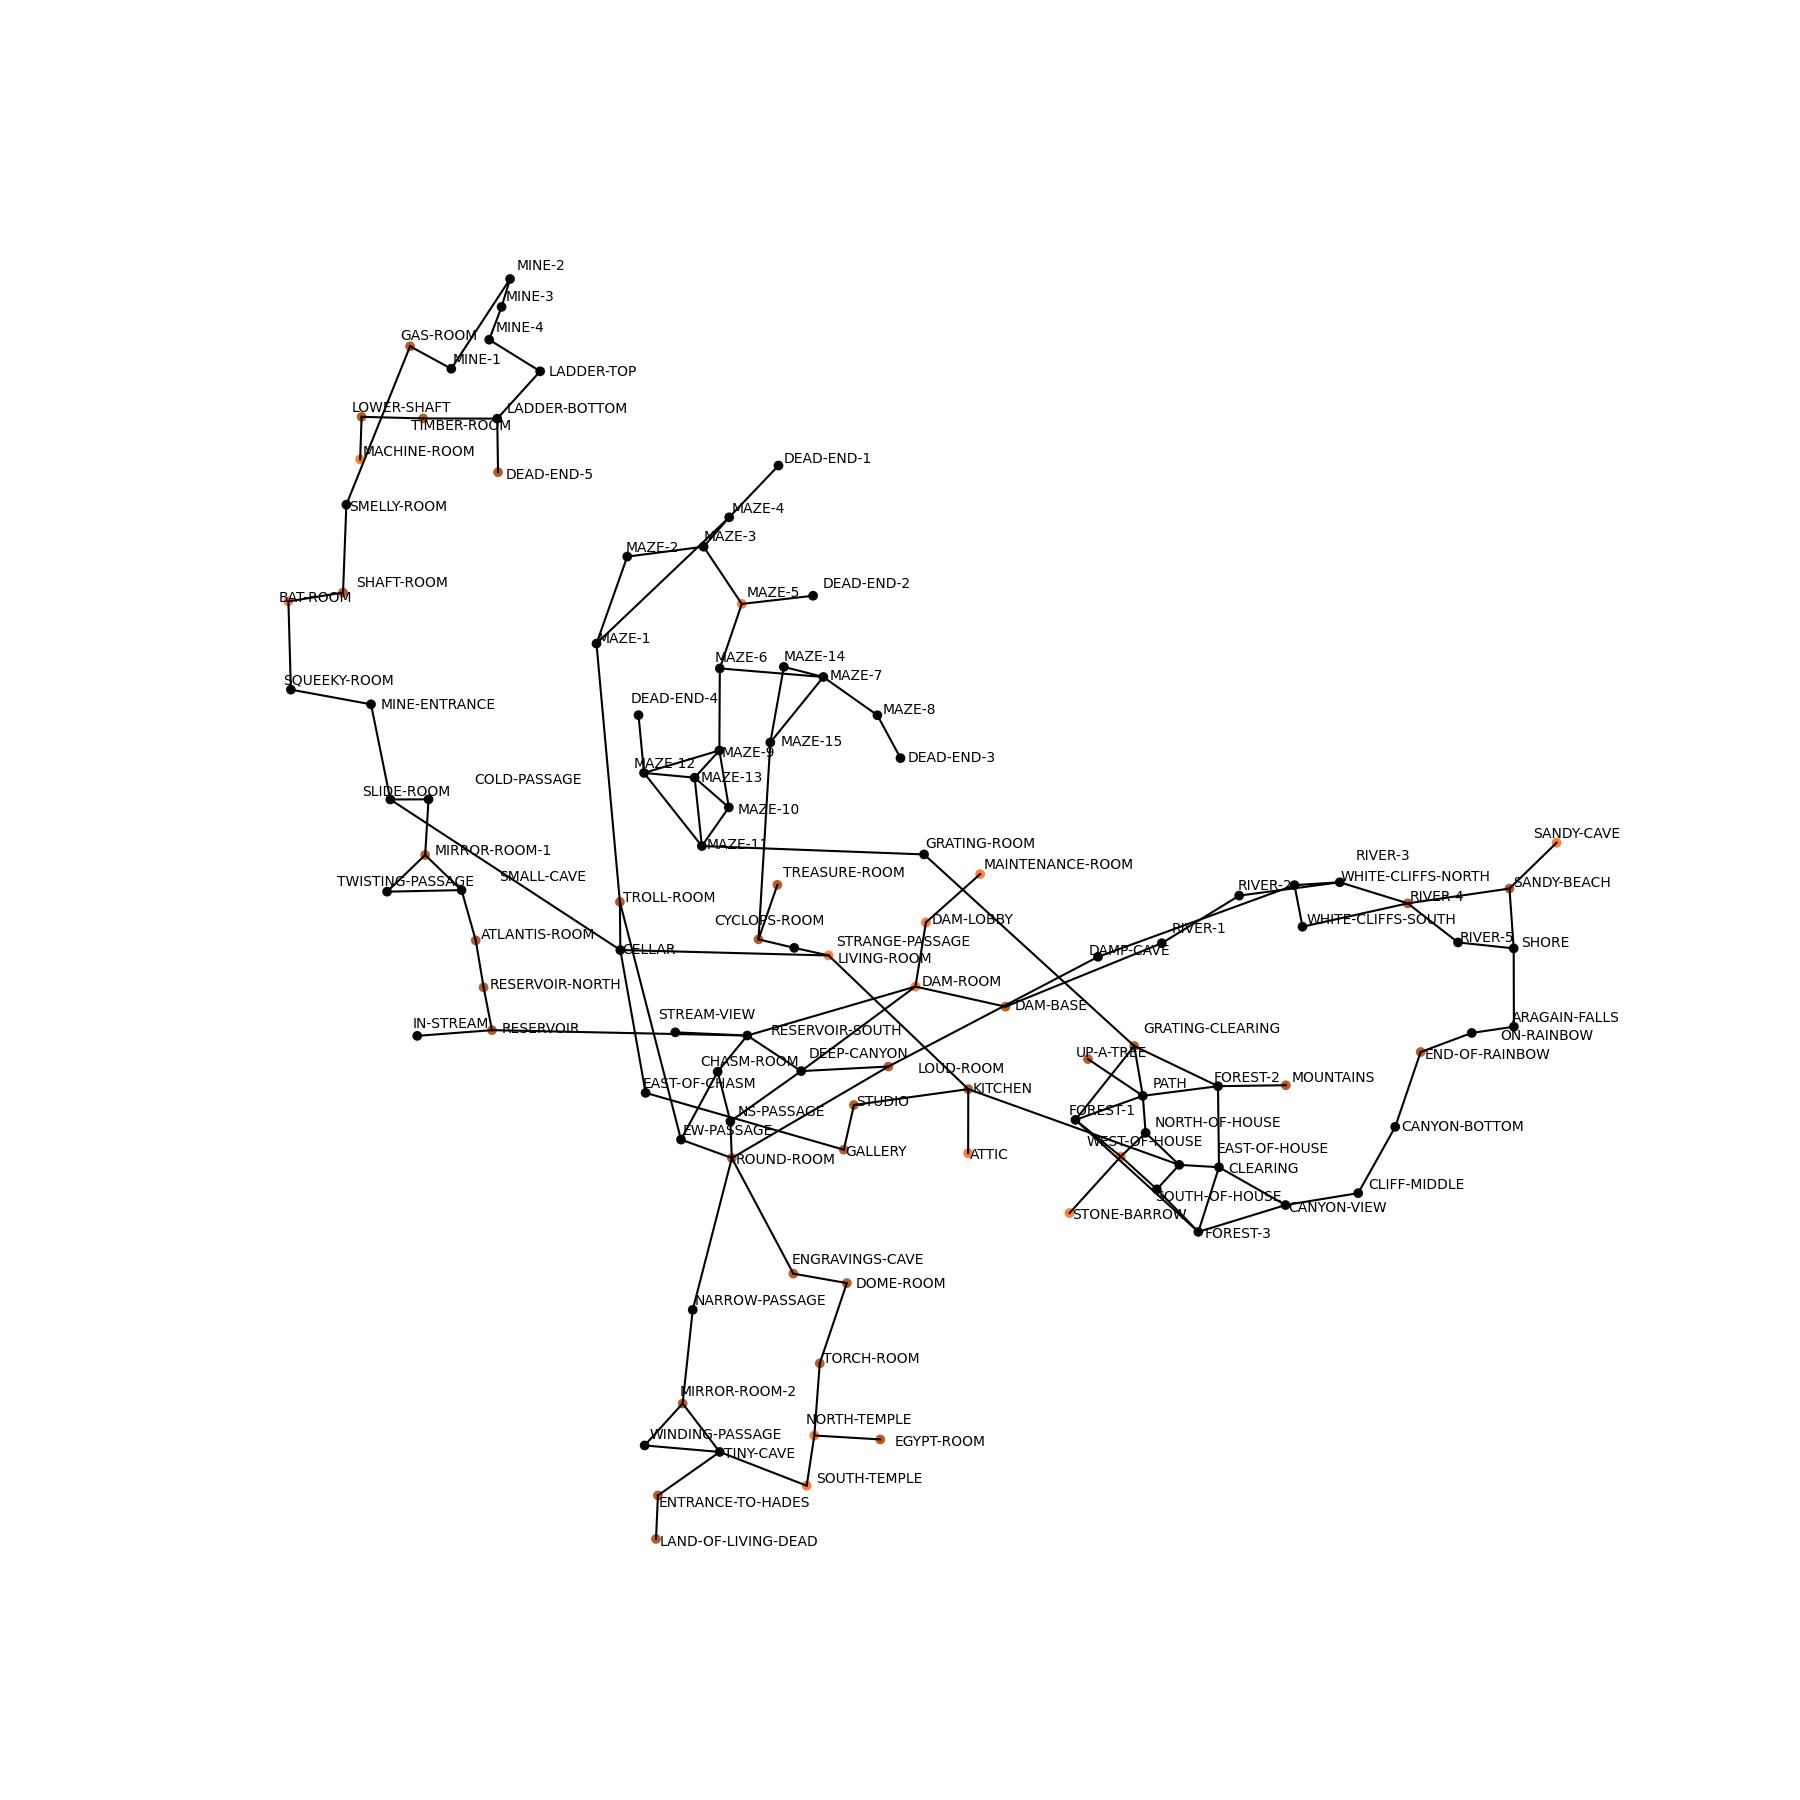 MINE-2
MINE-3
MINE-4
GAS-ROOM
MINE-1
LADDER-TOP
LOWER-SHAFT
LADDER-BOTTOM
TIMBER-ROOM
MACHINE-ROOM
DEAD-END-5
DEAD-END-1
SMELLY-ROOM
MAZE-4
MAZE-3
MAZE-2
SHAFT-ROOM
DEAD-END-2
BAT-ROOM
MAZE-5
MAZE-1
MAZE-6
MAZE-14
MAZE-7
SQUEEKY-ROOM
MINE-ENTRANCE
DEAD-END-4
MAZE-8
MAZE-15
MAZE-9
DEAD-END-3
MAZE-12
MAZE-13
COLD-PASSAGE
SLIDE-ROOM
MAZE-10
SANDY-CAVE
MAZE-11
GRATING-ROOM
MIRROR-ROOM-1
RIVER-3
MAINTENANCE-ROOM
TREASURE-ROOM
SMALL-CAVE
WHITE-CLIFFS-NORTH
TWISTING-PASSAGE
RIVER-2
SANDY-BEACH
TROLL-ROOM
RIVER-4
CYCLOPS-ROOM
DAM-LOBBY
WHITE-CLIFFS-SOUTH
RIVER-1
ATLANTIS-ROOM
RIVER-5
STRANGE-PASSAGE
SHORE
CELLAR
DAMP-CAVE
LIVING-ROOM
DAM-ROOM
RESERVOIR-NORTH
DAM-BASE
STREAM-VIEW
ARAGAIN-FALLS
IN-STREAM
RESERVOIR
RESERVOIR-SOUTH
GRATING-CLEARING
ON-RAINBOW
DEEP-CANYON
UP-A-TREE
END-OF-RAINBOW
CHASM-ROOM
LOUD-ROOM
FOREST-2
MOUNTAINS
EAST-OF-CHASM
PATH
KITCHEN
STUDIO
NS-PASSAGE
FOREST-1
NORTH-OF-HOUSE
CANYON-BOTTOM
EW-PASSAGE
WEST-OF-HOUSE
EAST-OF-HOUSE
GALLERY
ATTIC
ROUND-ROOM
CLEARING
CLIFF-MIDDLE
SOUTH-OF-HOUSE
CANYON-VIEW
STONE-BARROW
FOREST-3
ENGRAVINGS-CAVE
DOME-ROOM
NARROW-PASSAGE
TORCH-ROOM
MIRROR-ROOM-2
NORTH-TEMPLE
WINDING-PASSAGE
EGYPT-ROOM
TINY-CAVE
SOUTH-TEMPLE
ENTRANCE-TO-HADES
LAND-OF-LIVING-DEAD